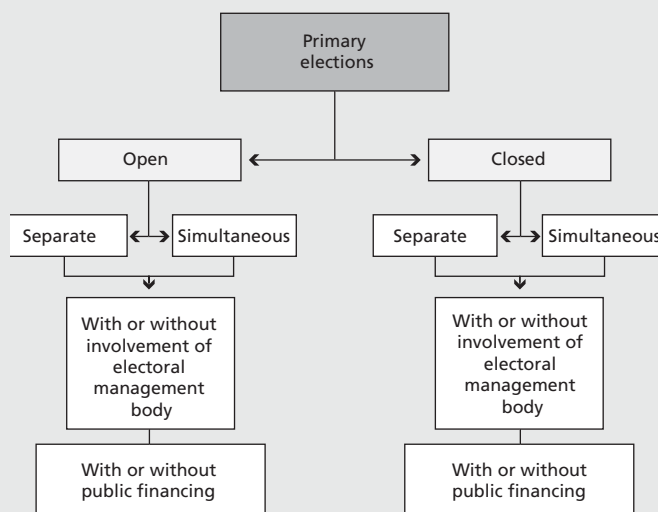 Primary
elections
Open
Closed
Separate
Simultaneous
Separate
Simultaneous
With or without
involvement of
electoral
management
body
With or without
involvement of
electoral
management
body
With or without
public financing
With or without
public financing